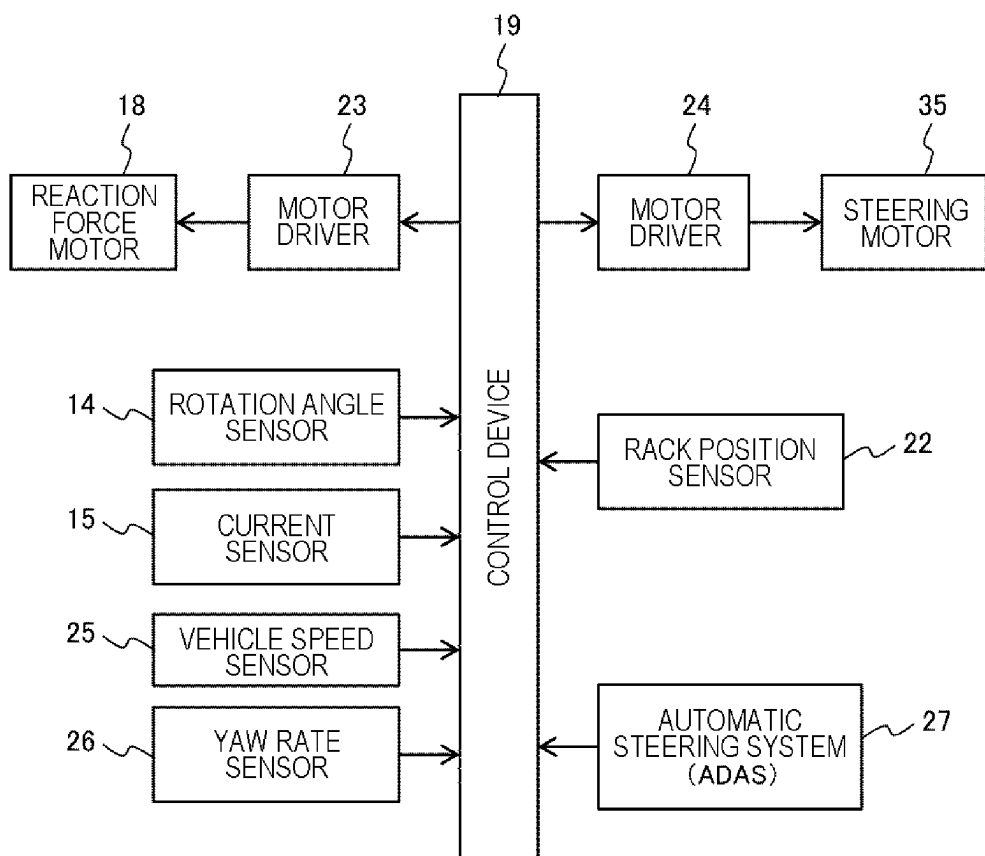 19
18
23
24
35
REACTION
FORCE
MOTOR
MOTOR
DRIVER
MOTOR
DRIVER
STEERING
MOTOR
CONTROL DEVICE
14
ROTATION ANGLE
SENSOR
RACK POSITION
SENSOR
22
15
CURRENT
SENSOR
25
VEHICLE SPEED
SENSOR
26
YAW RATE
SENSOR
AUTOMATIC
STEERING SYSTEM
(ADAS)
27